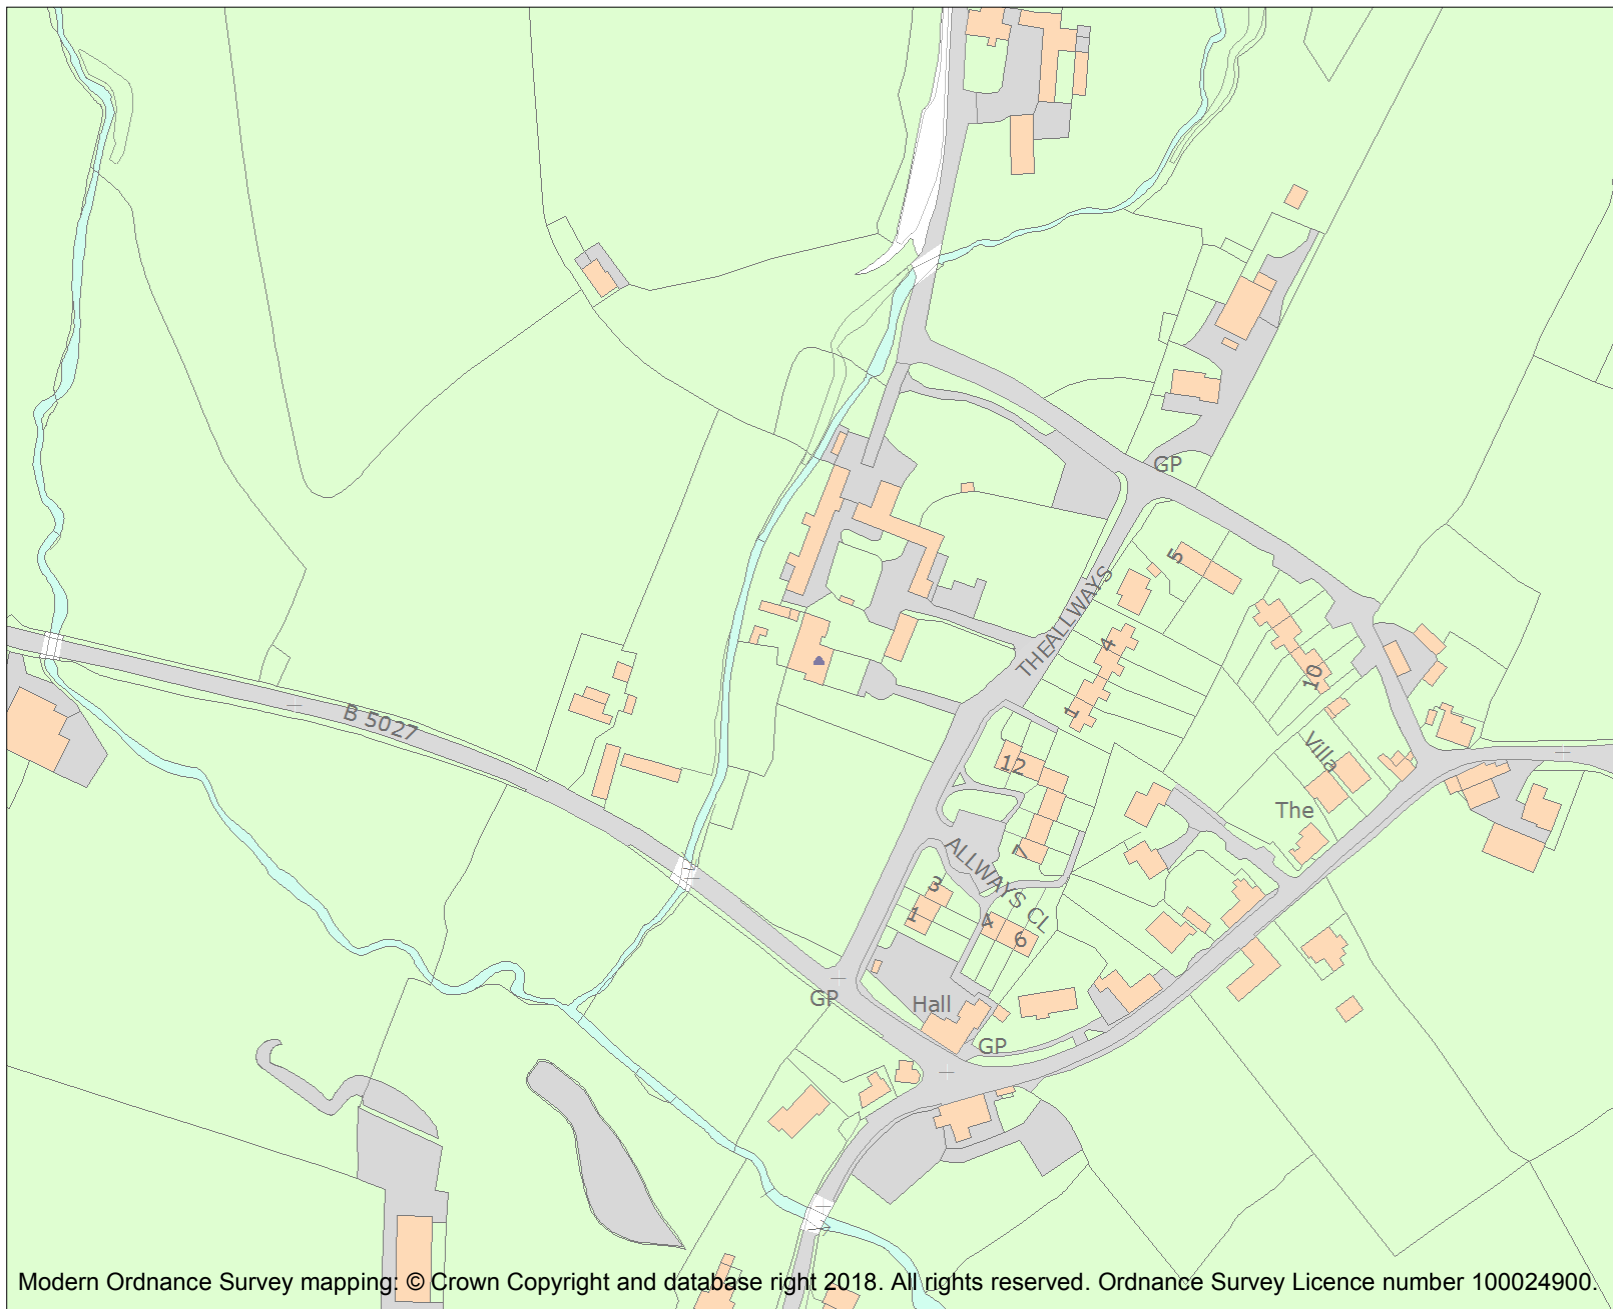 GP
5
THE ALLWAYS
4
10
1
B 5027
Villa
12
The
7
ALLWAYS CL
3
1
4
6
GP
Hall
GP
Modern Ordnance Survey mapping: © Crown Copyright and database right 2018. All rights reserved. Ordnance Survey Licence number 100024900.